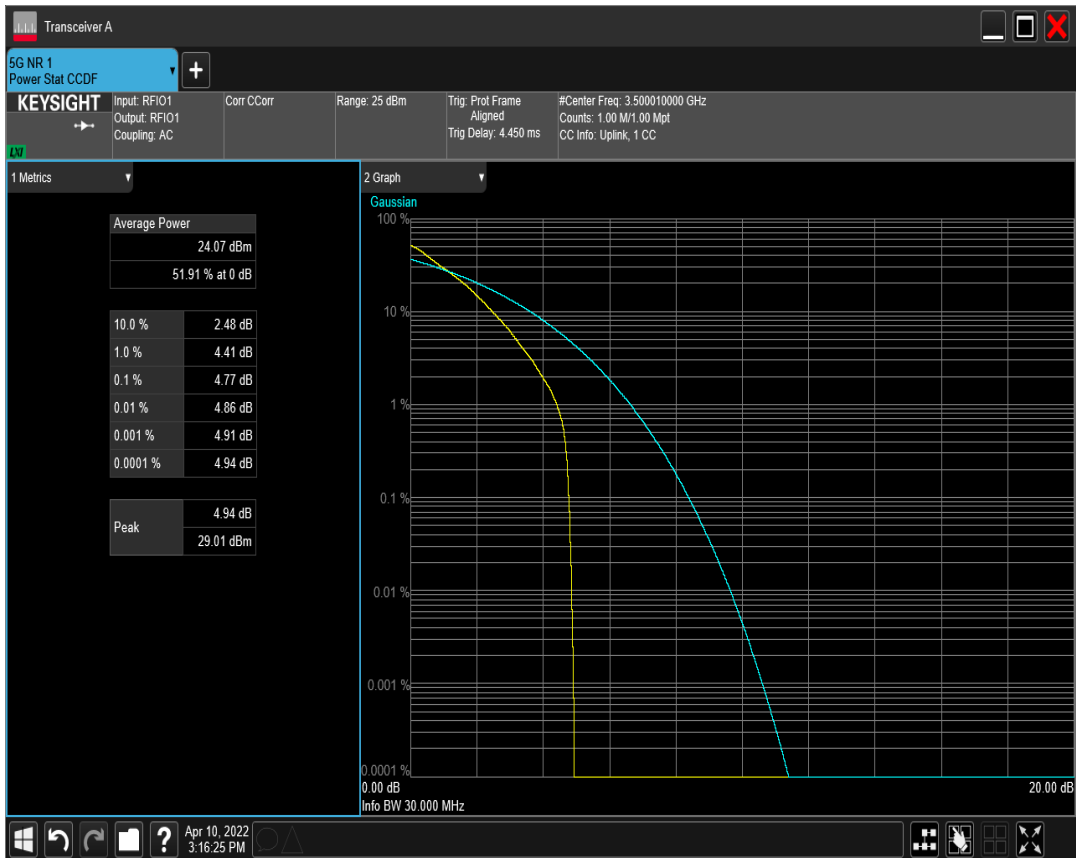 Transceiver A
5G NR 1
Power Stat CCDF
+
KEYSIGHT
LXI
Input: RFIO1
Output: RFIO1
Coupling: AC
Corr CCorr
Range: 25 dBm
Trig: Prot Frame
Aligned
Trig Delay: 4.450 ms
#Center Freq: 3.500010000 GHz
Counts: 1.00 M/1.00 Mpt
CC Info: Uplink, 1 CC
1 Metrics
Average Power
24.07 dBm
51.91 % at 0 dB
10.0 % 2.48 dB
1.0 % 4.41 dB
0.1 % 4.77 dB
0.01 % 4.86 dB
0.001 % 4.91 dB
0.0001 % 4.94 dB
Peak
4.94 dB
29.01 dBm
2 Graph
Gaussian
100 %
10 %
1 %
0.1 %
0.01 %
0.001 %
0.0001 %
0.00 dB 20.00 dB
Info BW 30.000 MHz
?
Apr 10, 2022
3:16:25 PM